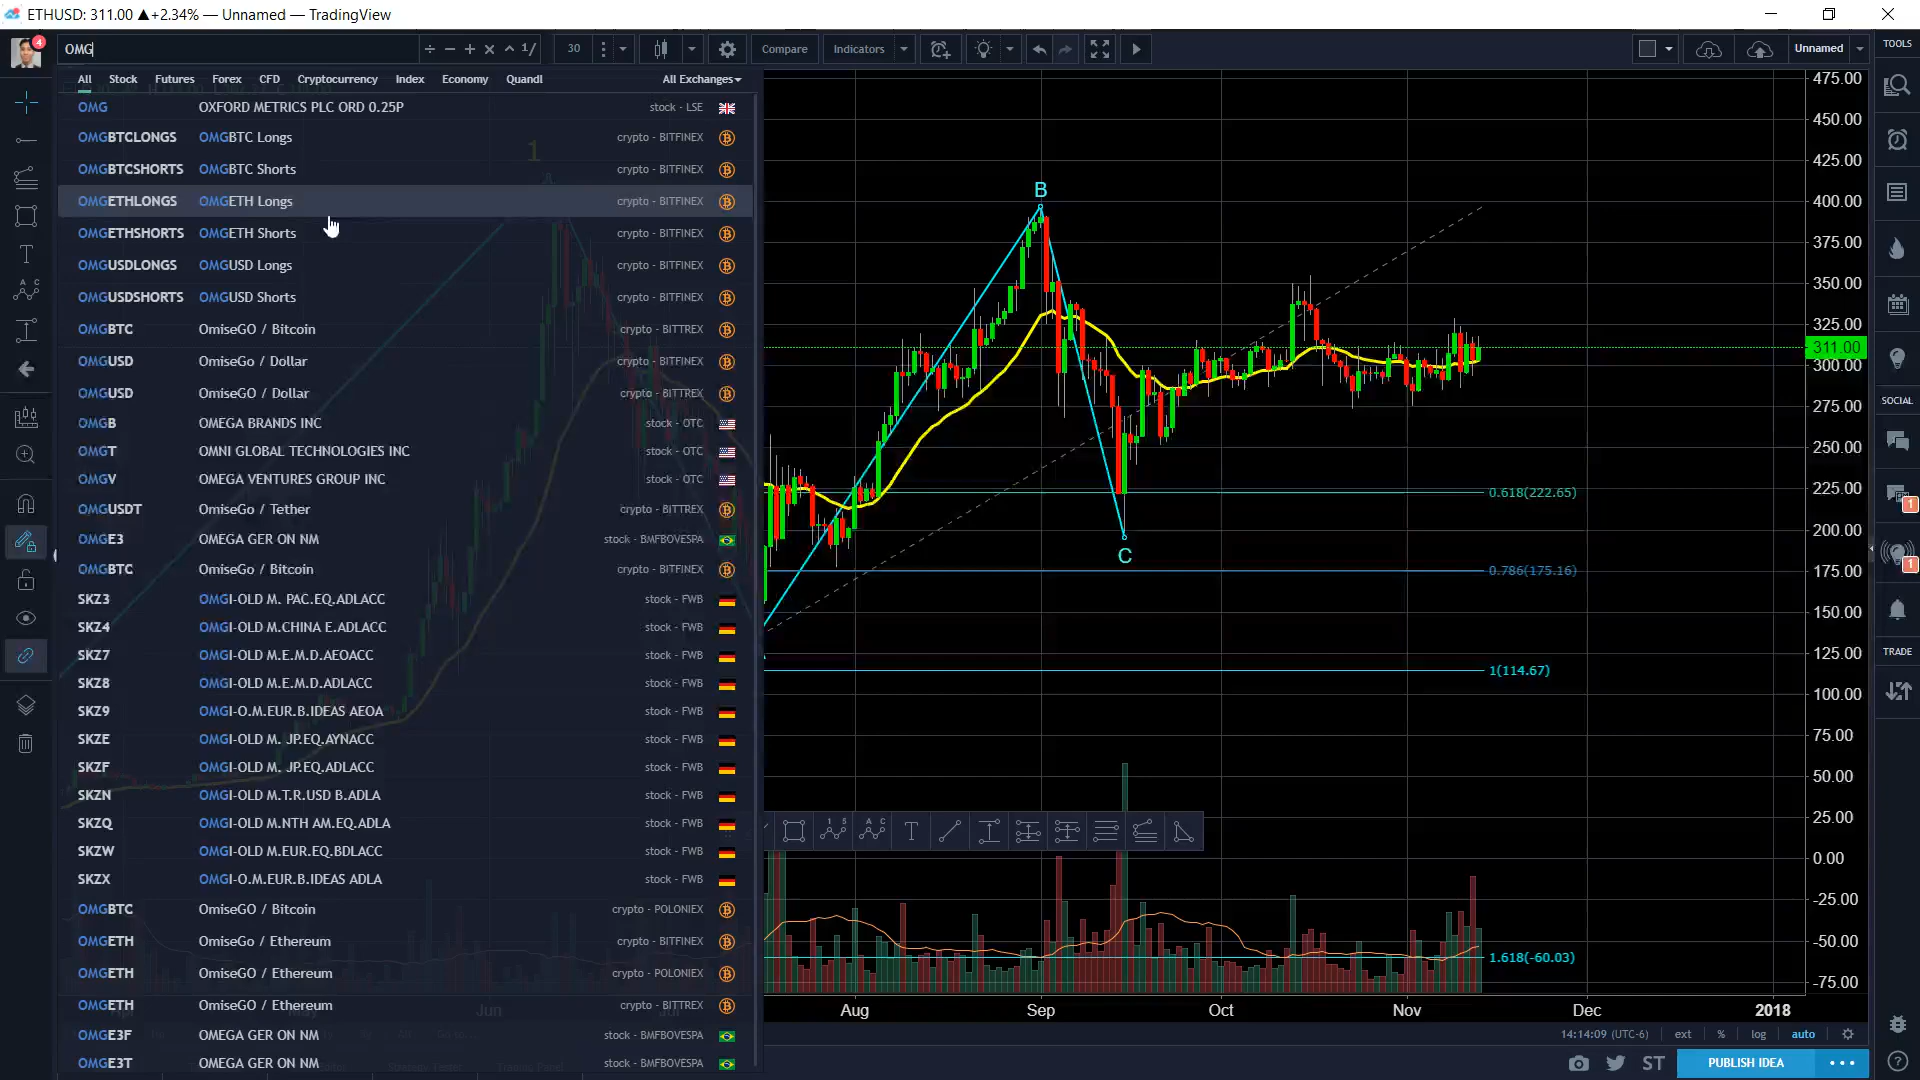 ETHUSD: 311.00 ▲+2.34% — Unnamed — TradingView
4
OMG
÷ − + × ^ 1/
30
Compare
Indicators
Unnamed
TOOLS
All Stock Futures Forex CFD Cryptocurrency Index Economy Quandl All Exchanges
OMG OXFORD METRICS PLC ORD 0.25P stock - LSE
OMGBTCLONGS OMGBTC Longs crypto - BITFINEX
OMGBTCSHORTS OMGBTC Shorts crypto - BITFINEX
OMGETHLONGS OMGETH Longs crypto - BITFINEX
OMGETHSHORTS OMGETH Shorts crypto - BITFINEX
OMGUSDLONGS OMGUSD Longs crypto - BITFINEX
OMGUSDSHORTS OMGUSD Shorts crypto - BITFINEX
OMGBTC OmiseGO / Bitcoin crypto - BITTREX
OMGUSD OmiseGo / Dollar crypto - BITFINEX
OMGUSD OmiseGO / Dollar crypto - BITTREX
OMGB OMEGA BRANDS INC stock - OTC
OMGT OMNI GLOBAL TECHNOLOGIES INC stock - OTC
OMGV OMEGA VENTURES GROUP INC stock - OTC
OMGUSDT OmiseGo / Tether crypto - BITTREX
OMGE3 OMEGA GER ON NM stock - BMFBOVESPA
OMGBTC OmiseGo / Bitcoin crypto - BITFINEX
SKZ3 OMGI-OLD M. PAC.EQ.ADLACC stock - FWB
SKZ4 OMGI-OLD M.CHINA E.ADLACC stock - FWB
SKZ7 OMGI-OLD M.E.M.D.AEOACC stock - FWB
SKZ8 OMGI-OLD M.E.M.D.ADLACC stock - FWB
SKZ9 OMGI-O.M.EUR.B.IDEAS AEOA stock - FWB
SKZE OMGI-OLD M. JP.EQ.AYNACC stock - FWB
SKZF OMGI-OLD M. JP.EQ.ADLACC stock - FWB
SKZN OMGI-OLD M.T.R.USD B.ADLA stock - FWB
SKZQ OMGI-OLD M.NTH AM.EQ.ADLA stock - FWB
SKZW OMGI-OLD M.EUR.EQ.BDLACC stock - FWB
SKZX OMGI-O.M.EUR.B.IDEAS ADLA stock - FWB
OMGBTC OmiseGO / Bitcoin crypto - POLONIEX
OMGETH OmiseGo / Ethereum crypto - BITFINEX
OMGETH OmiseGO / Ethereum crypto - POLONIEX
OMGETH OmiseGO / Ethereum crypto - BITTREX
OMGE3F OMEGA GER ON NM stock - BMFBOVESPA
OMGE3T OMEGA GER ON NM stock - BMFBOVESPA
1
B
C
0.618(222.65)
0.786(175.16)
1(114.67)
1.618(-60.03)
475.00
450.00
425.00
400.00
375.00
350.00
325.00
311.00
300.00
275.00
250.00
225.00
200.00
175.00
150.00
125.00
100.00
75.00
50.00
25.00
0.00
-25.00
-50.00
-75.00
Jun
Aug Sep Oct Nov Dec 2018
14:14:09 (UTC-6) ext % log auto
ST
PUBLISH IDEA
SOCIAL
1
1
TRADE